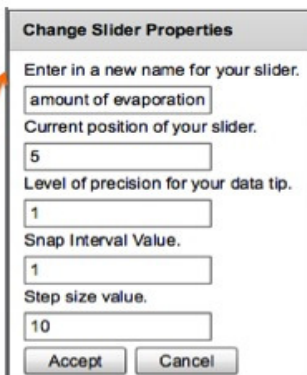 Change Slider Properties
Enter in a new name for your slider.
amount of evaporation
Current position of your slider.
5
Level of precision for your data tip.
1
Snap Interval Value.
1
Step size value.
10
Accept Cancel